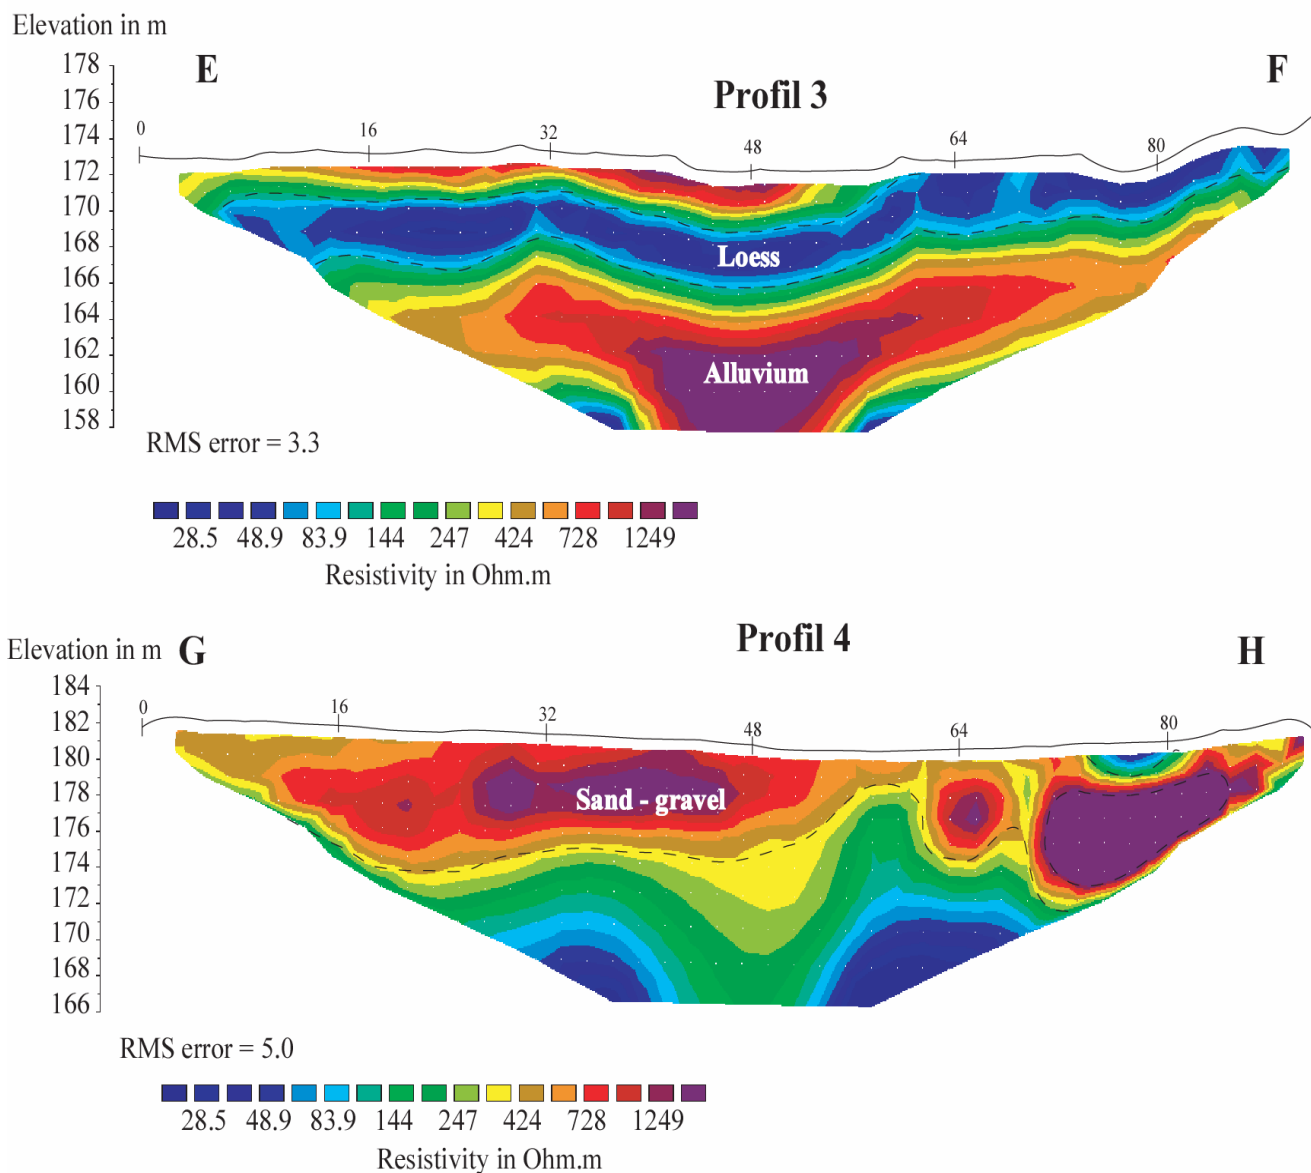 Elevation in m
E
F
Profil 3
178
176
174
172
170
168
166
164
162
160
158
0 16 32 48 64 80
Loess
Alluvium
RMS error = 3.3
28.5 48.9 83.9 144 247 424 728 1249
Resistivity in Ohm.m
Profil 4
Elevation in m G
H
184
182
180
178
176
174
172
170
168
166
0 16 32 48 64 80
Sand - gravel
RMS error = 5.0
28.5 48.9 83.9 144 247 424 728 1249
Resistivity in Ohm.m